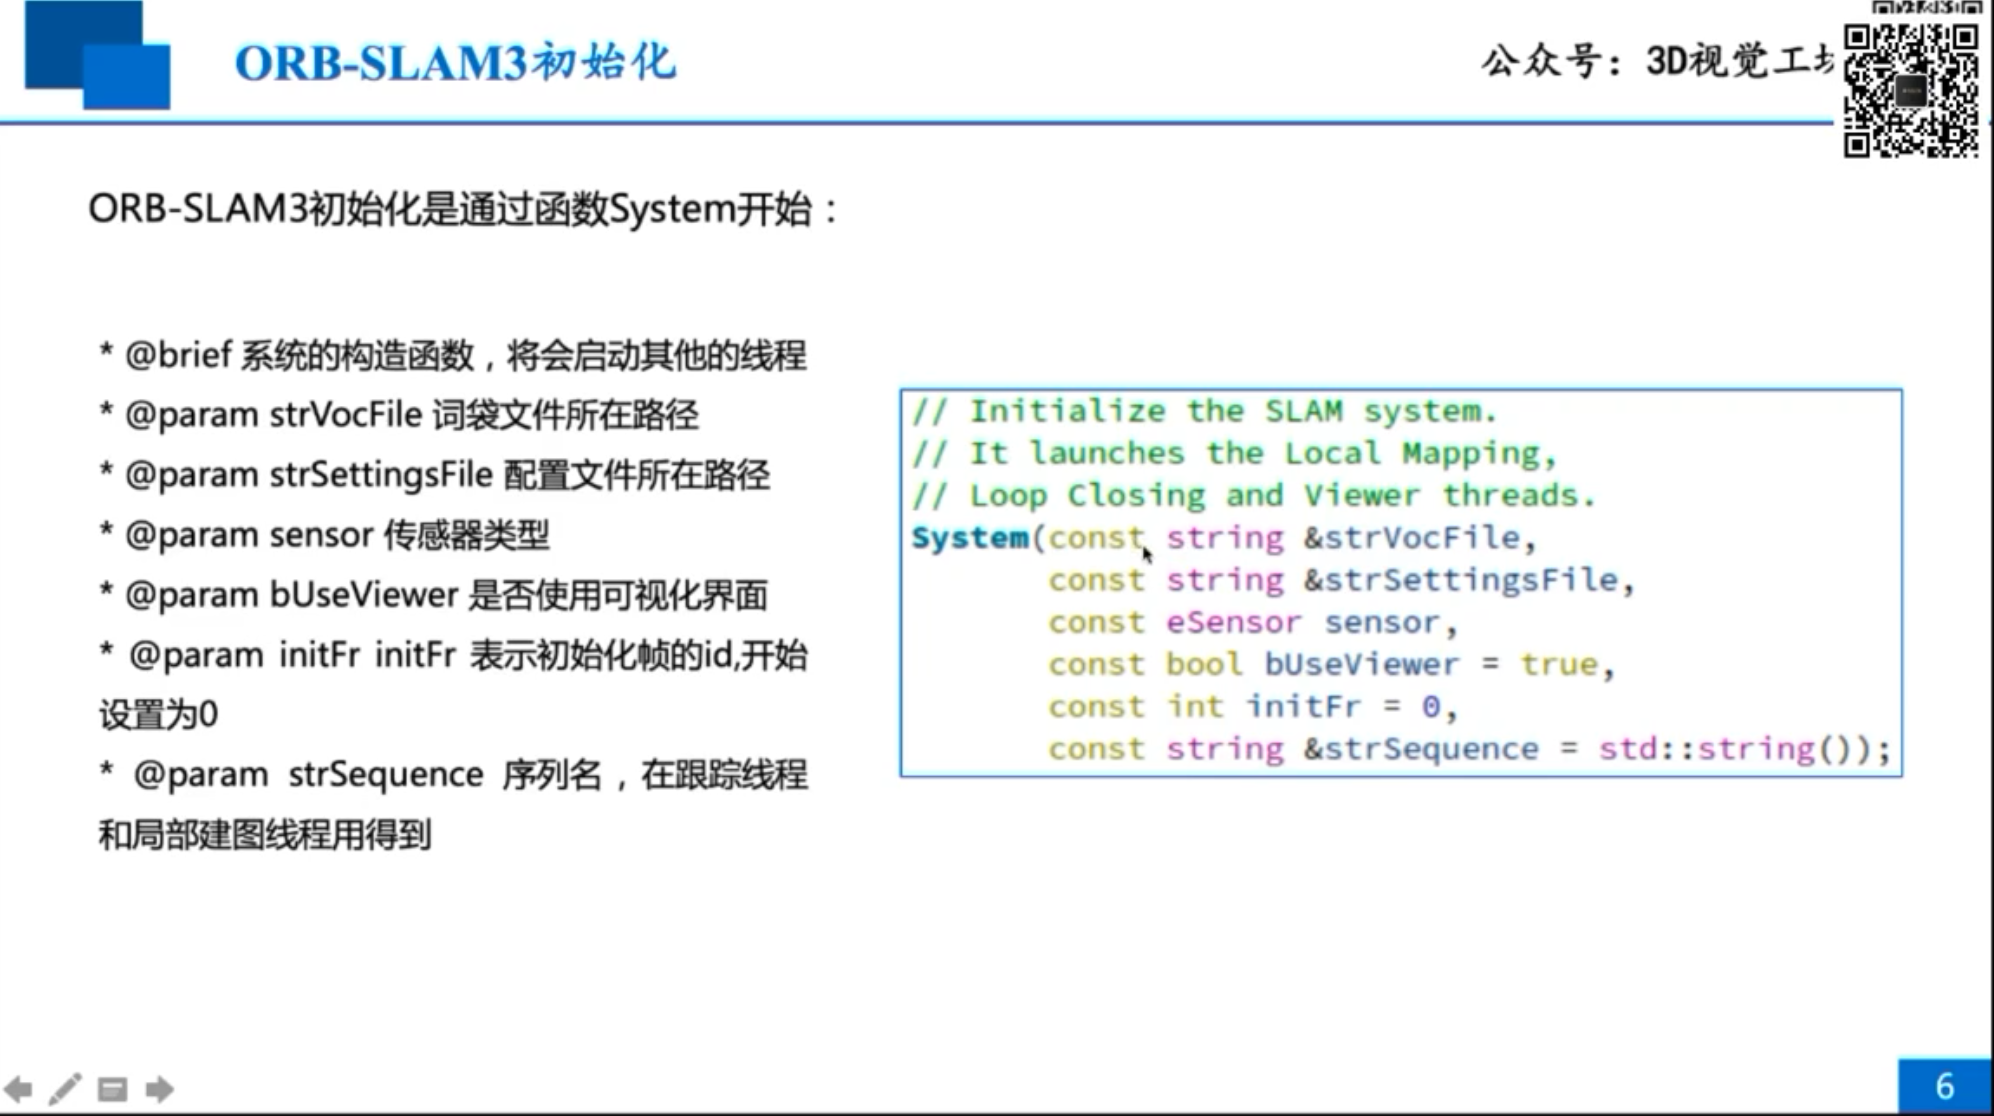 ORB-SLAM3初始化
公众号：3D视觉工
ORB-SLAM3初始化是通过函数System开始：
* @brief 系统的构造函数，将会启动其他的线程
* @param strVocFile 词袋文件所在路径
* @param strSettingsFile 配置文件所在路径
* @param sensor 传感器类型
* @param bUseViewer 是否使用可视化界面
* @param initFr initFr 表示初始化帧的id,开始
设置为0
* @param strSequence 序列名，在跟踪线程
和局部建图线程用得到
// Initialize the SLAM system.
// It launches the Local Mapping,
// Loop Closing and Viewer threads.
System(const string &strVocFile,
const string &strSettingsFile,
const eSensor sensor,
const bool bUseViewer = true,
const int initFr = 0,
const string &strSequence = std::string());
6